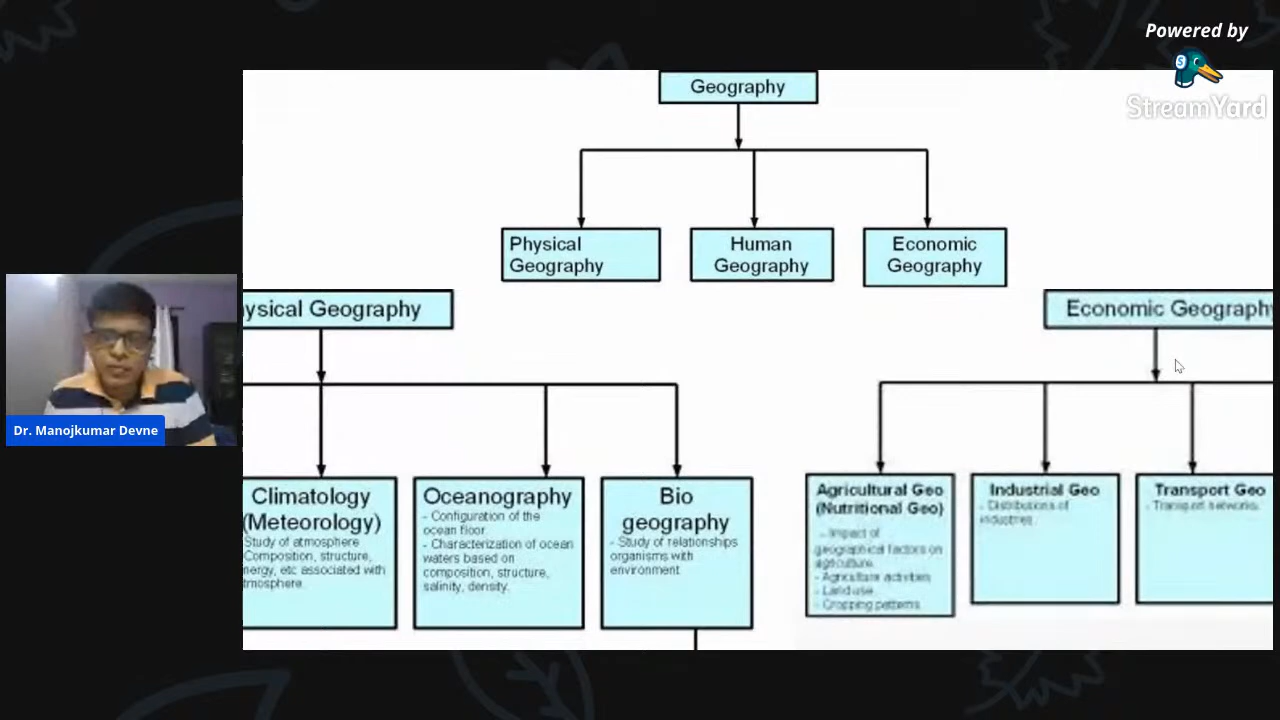 Powered by
StreamYard
Geography
Physical
Geography
Human
Geography
Economic
Geography
ysical Geography
Economic Geography
Climatology
(Meteorology)
Study of atmosphere
Composition, structure,
nergy, etc associated with
tmosphere.
Oceanography
- Configuration of the
ocean floor
- Characterization of ocean
waters based on
composition, structure,
salinity, density.
Bio
geography
- Study of relationships
organisms with
environment
Agricultural Geo
(Nutritional Geo)
- Impact of
geographical factors on
agriculture.
- Agriculture activities
- Land use
- Cropping patterns
Industrial Geo
- Distributions of
industries.
Transport Geo
- Transport networks.
Dr. Manojkumar Devne